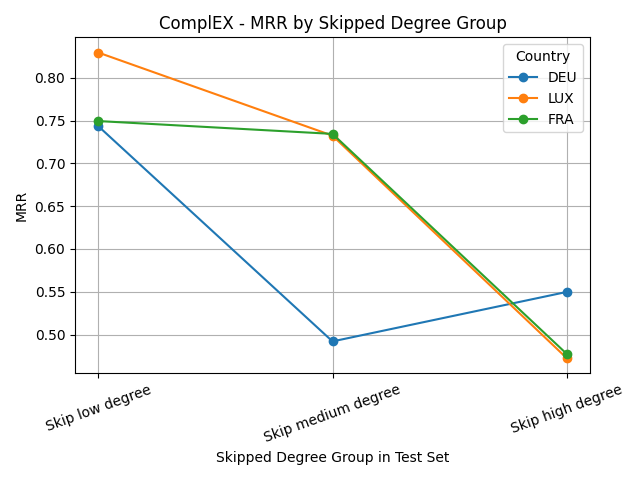 ComplEX - MRR by Skipped Degree Group
Country
DEU
LUX
FRA
MRR
0.80
0.75
0.70
0.65
0.60
0.55
0.50
Skip low degree
Skip medium degree
Skip high degree
Skipped Degree Group in Test Set